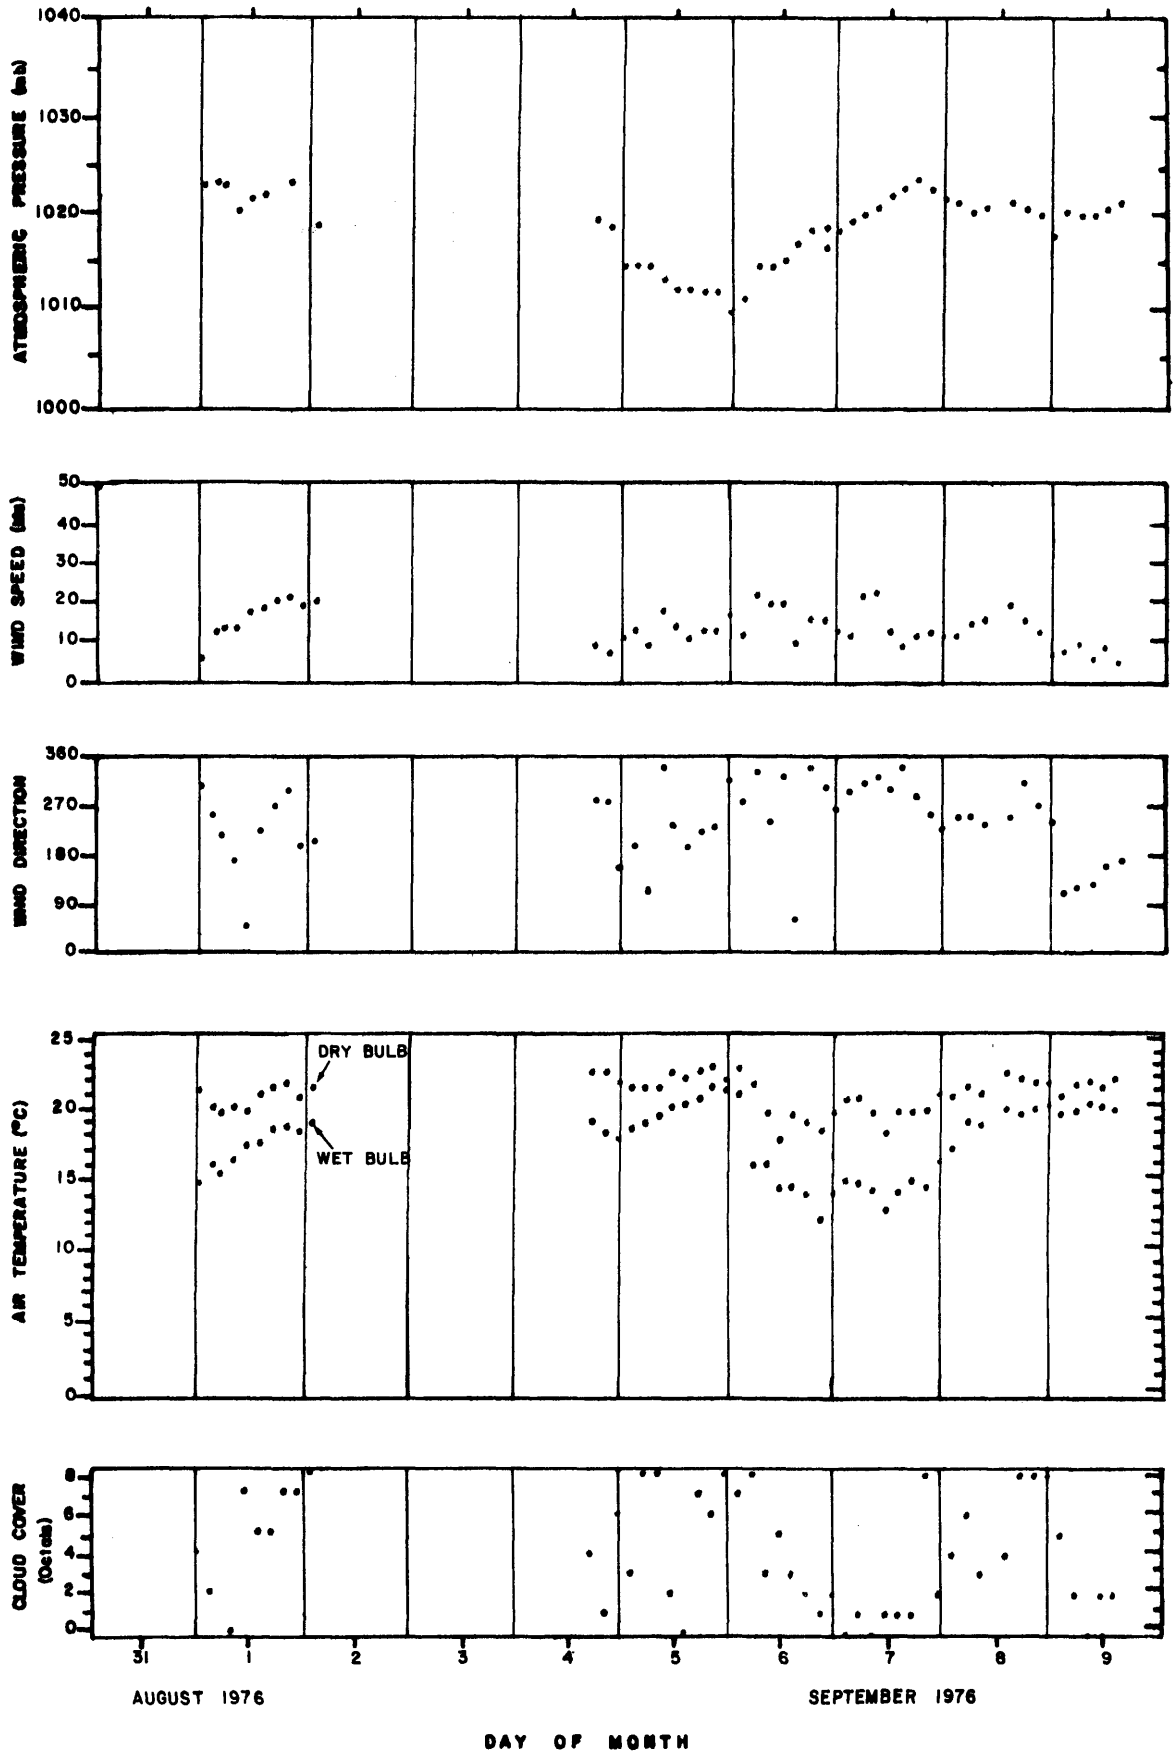 ATMOSPHERIC PRESSURE (mb)
1040
1030
1020
1010
1000
WIND SPEED
50
40
30
20
10
0
WIND DIRECTION
360
270
180
90
0
AIR TEMPERATURE (°C)
25
20
15
10
5
0
DRY BULB
WET BULB
CLOUD COVER
(Octals)
8
6
4
2
0
31 1 2 3 4 5 6 7 8 9
AUGUST 1976 SEPTEMBER 1976
DAY OF MONTH